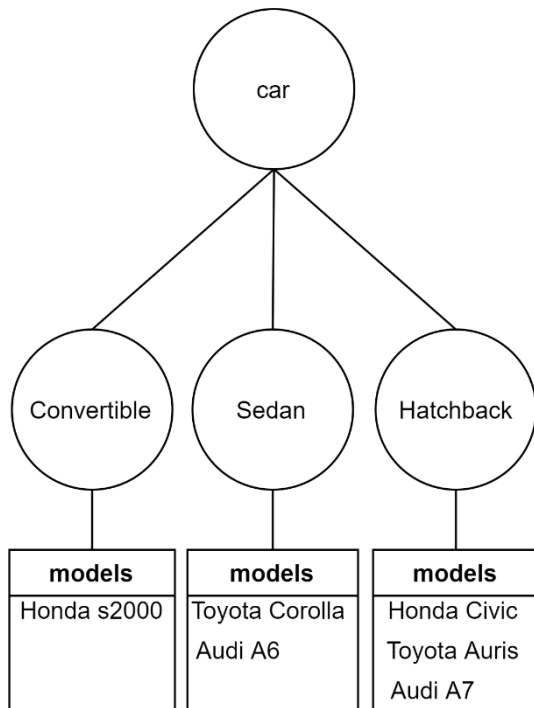 car
Convertible
Sedan
Hatchback
models
Honda s2000
models
Toyota Corolla
Audi A6
models
Honda Civic
Toyota Auris
Audi A7